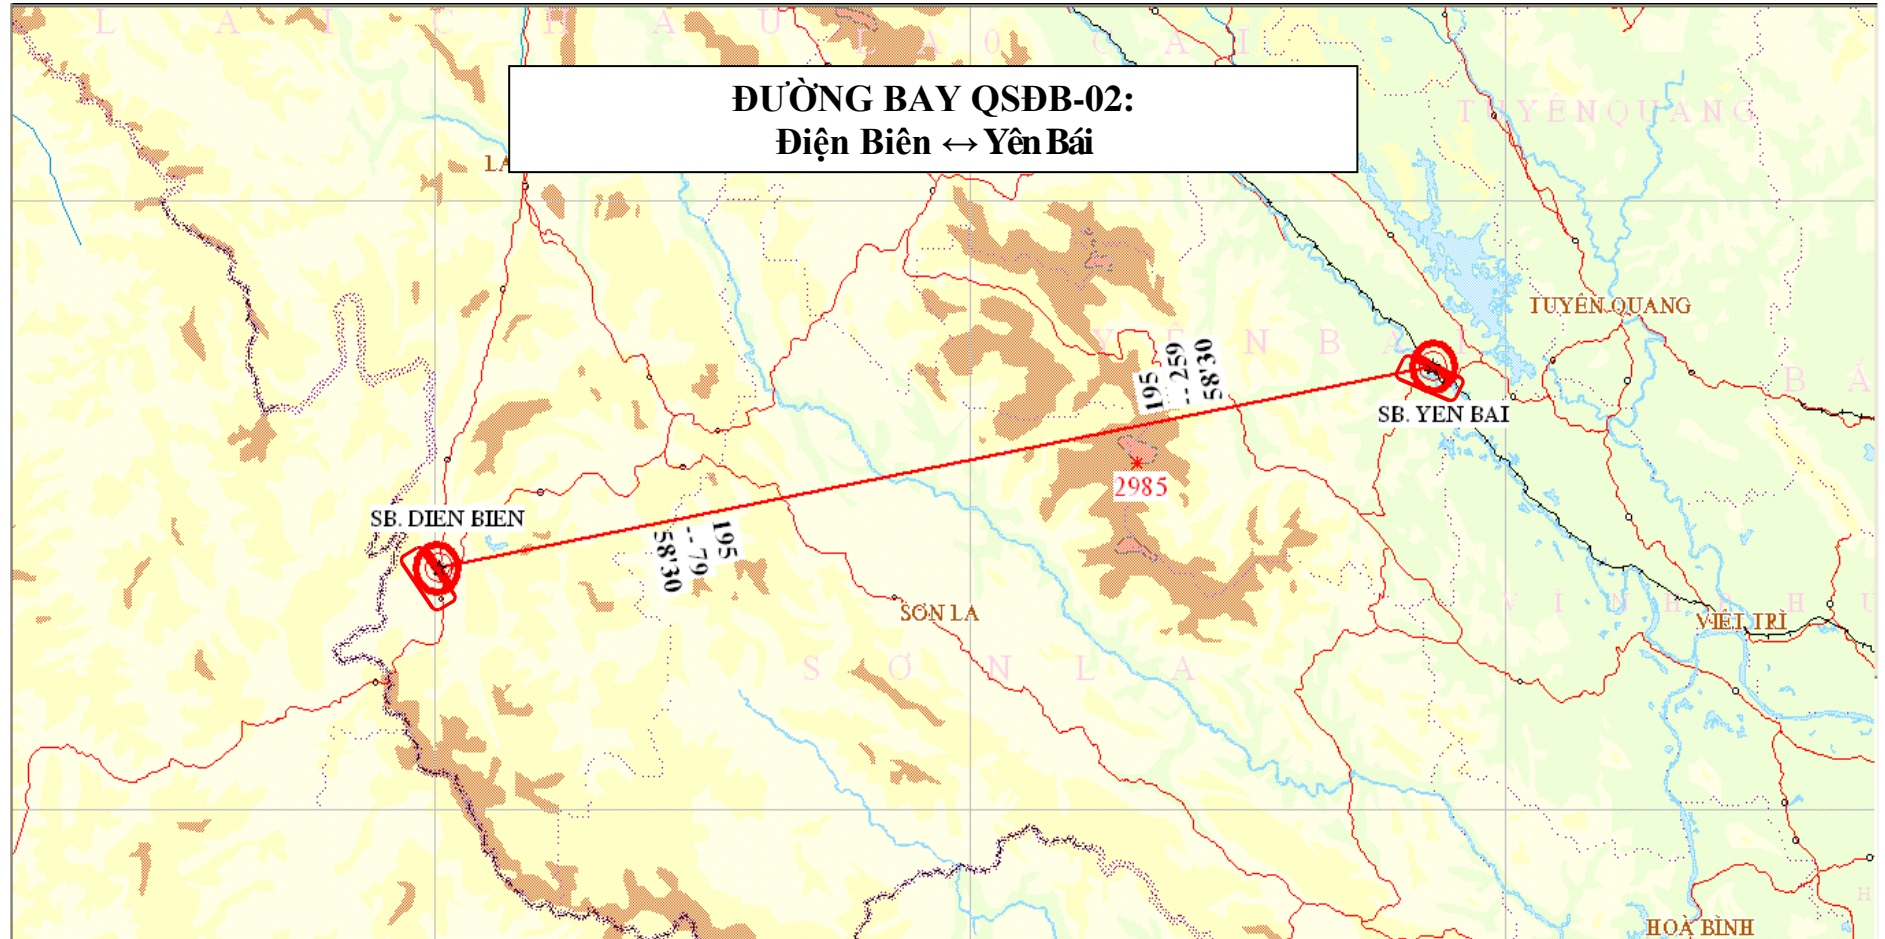 L A I C H A U
L A O C A I
ĐƯỜNG BAY QSĐB-02:
Điện Biên ↔ Yên Bái
TUYÊN QUANG
LA
TUYÊN QUANG
Y Ê N B A I
195
-- 259
58'30
B Ắ
SB. YEN BAI
2985
SB. DIEN BIEN
195
-- 79
58'30
SƠN LA
V I N H P H U
VIỆT TRÌ
S Ơ N L A
H
HOÀ BÌNH